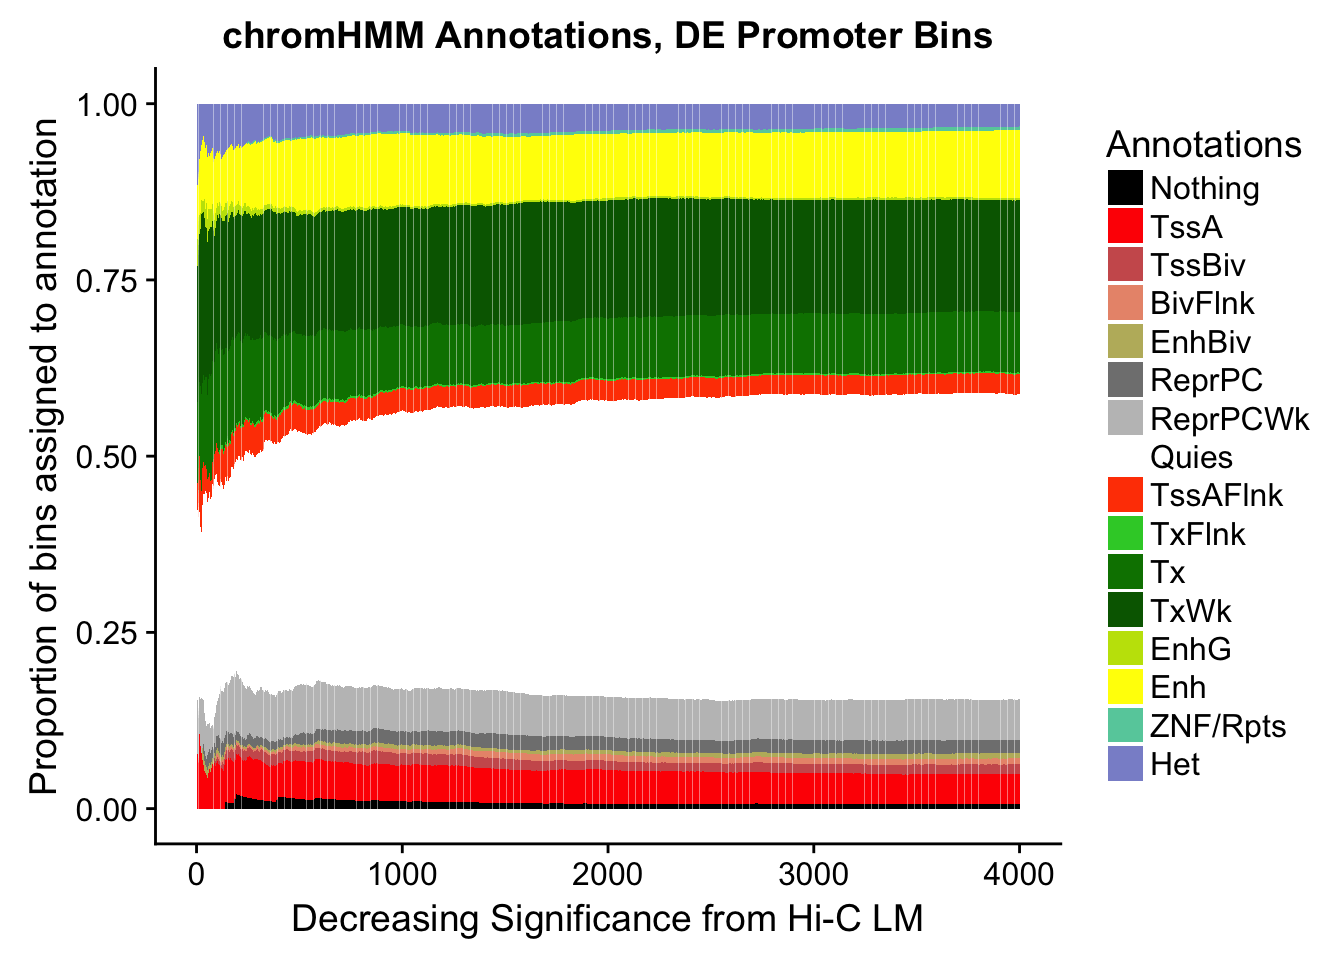 chromHMM Annotations, DE Promoter Bins
Proportion of bins assigned to annotation
1.00
0.75
0.50
0.25
0.00
0
1000
2000
3000
4000
Decreasing Significance from Hi-C LM
Annotations
Nothing
TssA
TssBiv
BivFlnk
EnhBiv
ReprPC
ReprPCWk
Quies
TssAFlnk
TxFlnk
Tx
TxWk
EnhG
Enh
ZNF/Rpts
Het